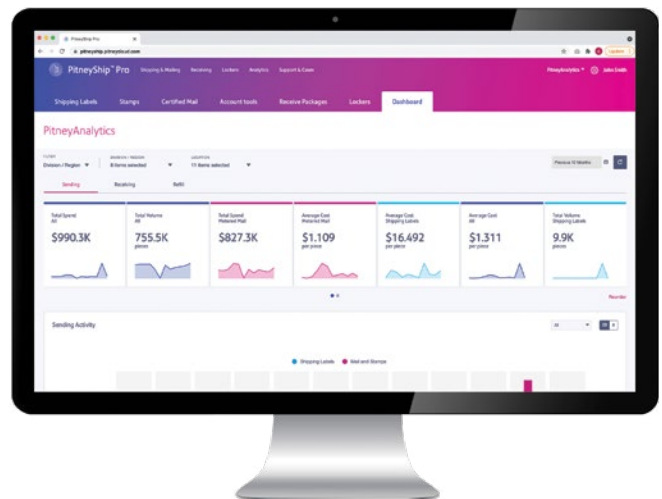 PitneyShip Pro
pitneyship.pitneycloud.com
PitneyShip™ Pro Shipping & Mailing Receiving Lockers Analytics Support & Cases
PitneyAnalytics John Smith
Shipping Labels Stamps Certified Mail Account tools Receive Packages Lockers Dashboard
PitneyAnalytics
Division / Region 8 items selected 11 items selected
LOCATION
Sending Receiving Refill
Total Spend Total Volume Total Spend Average Cost Average Cost Average Cost Total Volume
All All Metered Mail Metered Mail Shipping Labels All Shipping Labels
$990.3K 755.5K $827.3K $1.109 $16.492 $1.311 9.9K
pieces per piece per piece per piece pieces
Reorder
Sending Activity All
Shipping Labels Mail and Stamps